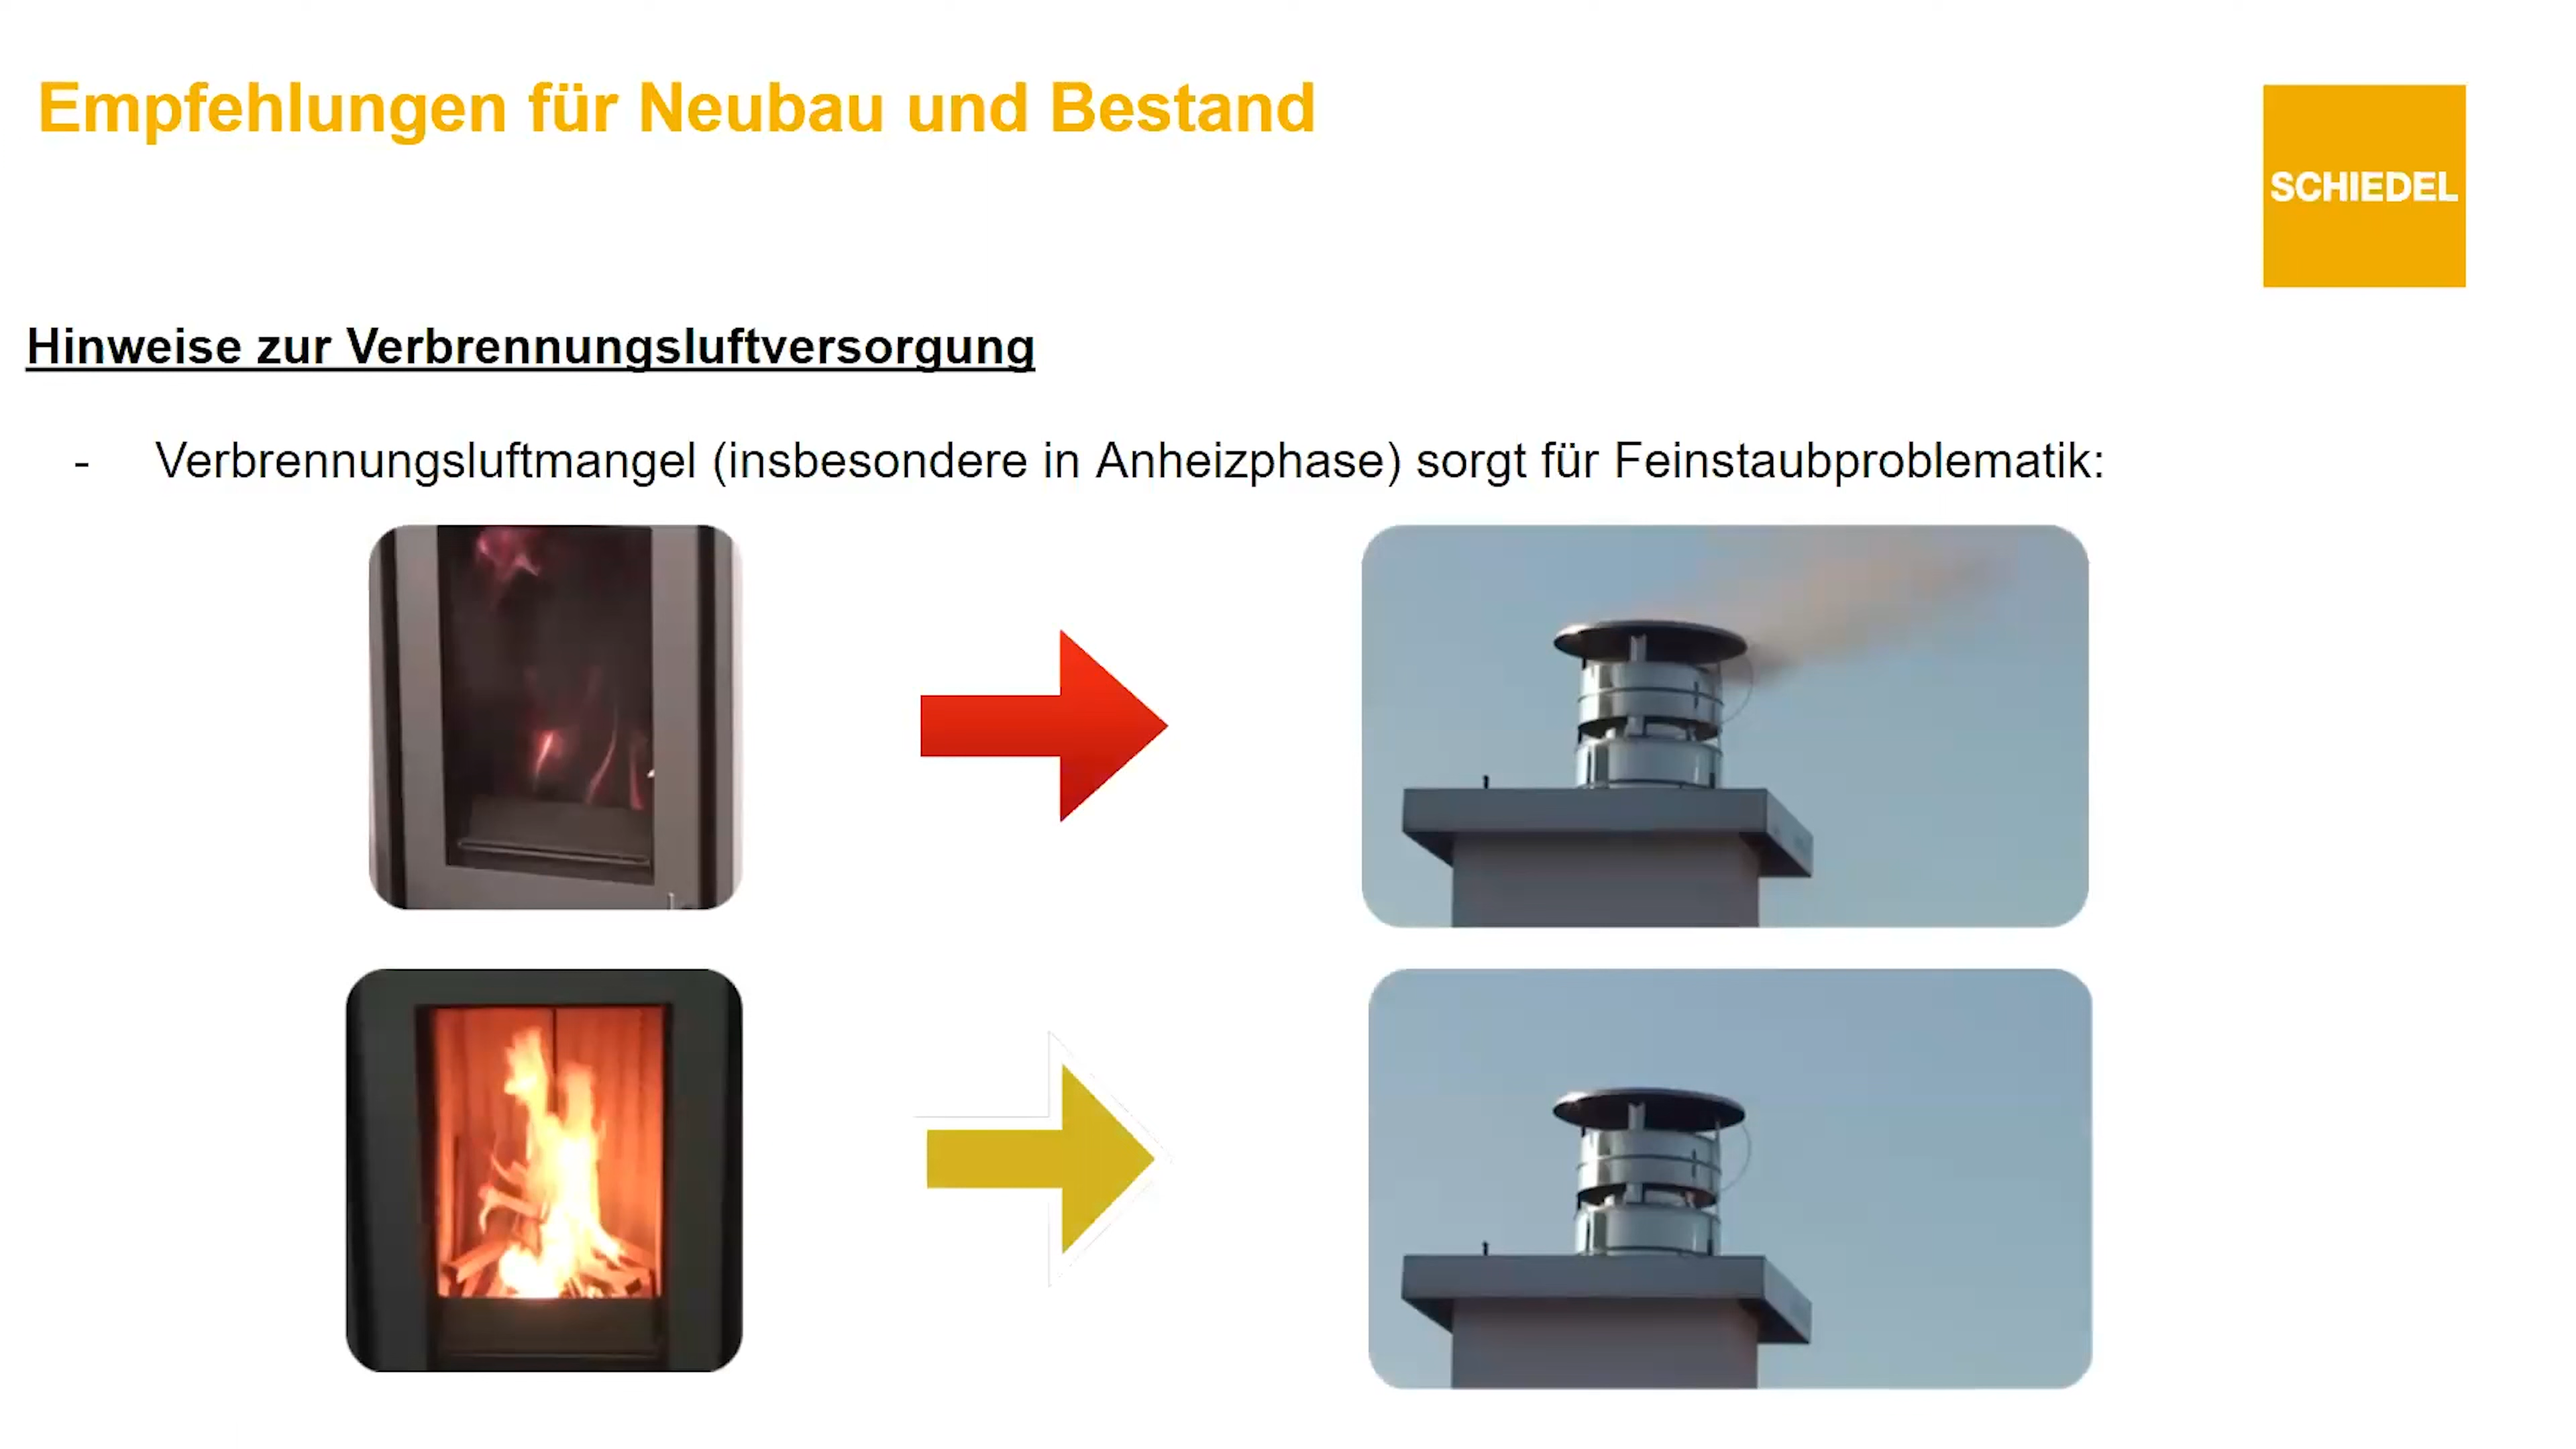 Empfehlungen für Neubau und Bestand
SCHIEDEL
Hinweise zur Verbrennungsluftversorgung
- Verbrennungsluftmangel (insbesondere in Anheizphase) sorgt für Feinstaubproblematik: